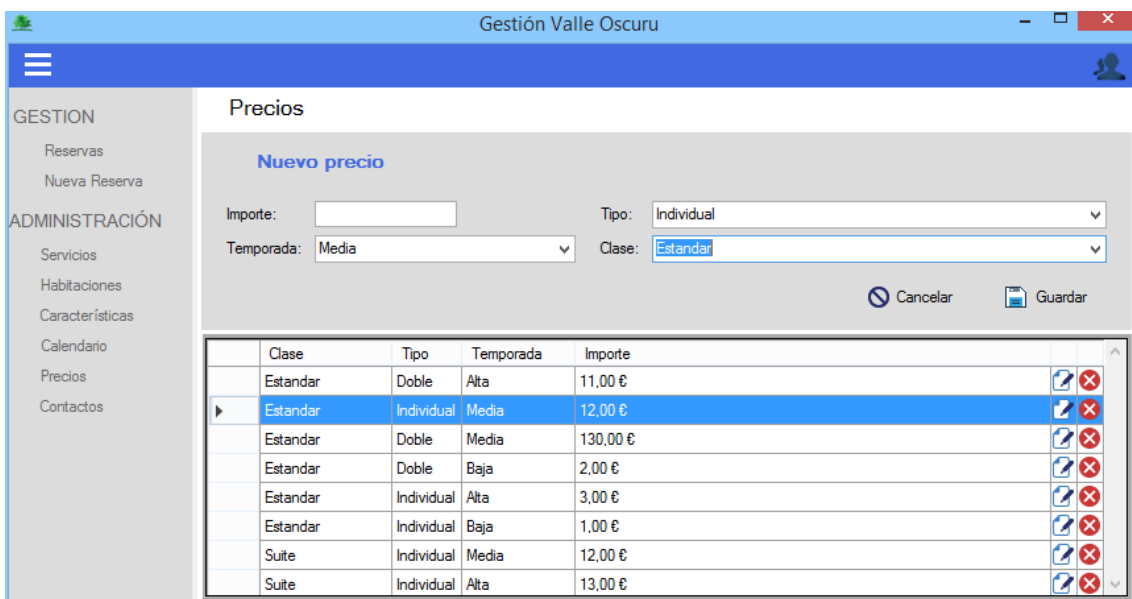 Gestión Valle Oscuru
GESTION
Reservas
Nueva Reserva
ADMINISTRACIÓN
Servicios
Habitaciones
Características
Calendario
Precios
Contactos
Precios
Nuevo precio
Importe:
Tipo: Individual
Temporada: Media
Clase: Estandar
Cancelar Guardar
Clase Tipo Temporada Importe
Estandar Doble Alta 11,00 €
Estandar Individual Media 12,00 €
Estandar Doble Media 130,00 €
Estandar Doble Baja 2,00 €
Estandar Individual Alta 3,00 €
Estandar Individual Baja 1,00 €
Suite Individual Media 12,00 €
Suite Individual Alta 13,00 €